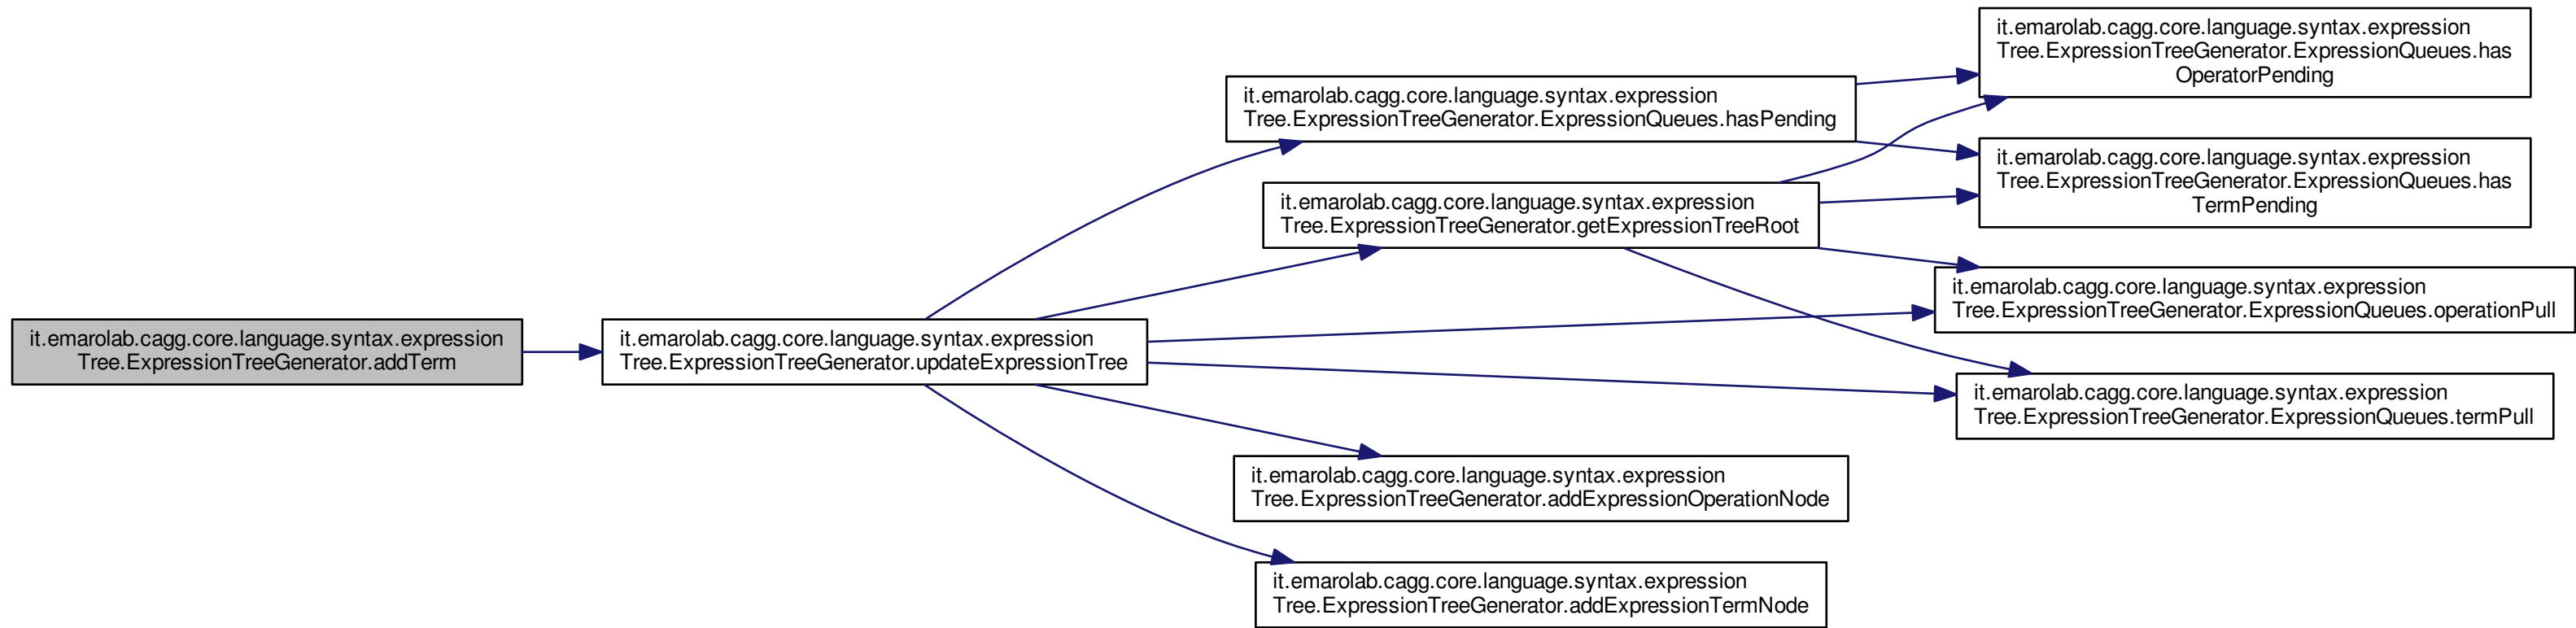 it.emarolab.cagg.core.language.syntax.expression
Tree.ExpressionTreeGenerator.addTerm
it.emarolab.cagg.core.language.syntax.expression
Tree.ExpressionTreeGenerator.updateExpressionTree
it.emarolab.cagg.core.language.syntax.expression
Tree.ExpressionTreeGenerator.ExpressionQueues.hasPending
it.emarolab.cagg.core.language.syntax.expression
Tree.ExpressionTreeGenerator.getExpressionTreeRoot
it.emarolab.cagg.core.language.syntax.expression
Tree.ExpressionTreeGenerator.addExpressionOperationNode
it.emarolab.cagg.core.language.syntax.expression
Tree.ExpressionTreeGenerator.addExpressionTermNode
it.emarolab.cagg.core.language.syntax.expression
Tree.ExpressionTreeGenerator.ExpressionQueues.has
OperatorPending
it.emarolab.cagg.core.language.syntax.expression
Tree.ExpressionTreeGenerator.ExpressionQueues.has
TermPending
it.emarolab.cagg.core.language.syntax.expression
Tree.ExpressionTreeGenerator.ExpressionQueues.operationPull
it.emarolab.cagg.core.language.syntax.expression
Tree.ExpressionTreeGenerator.ExpressionQueues.termPull